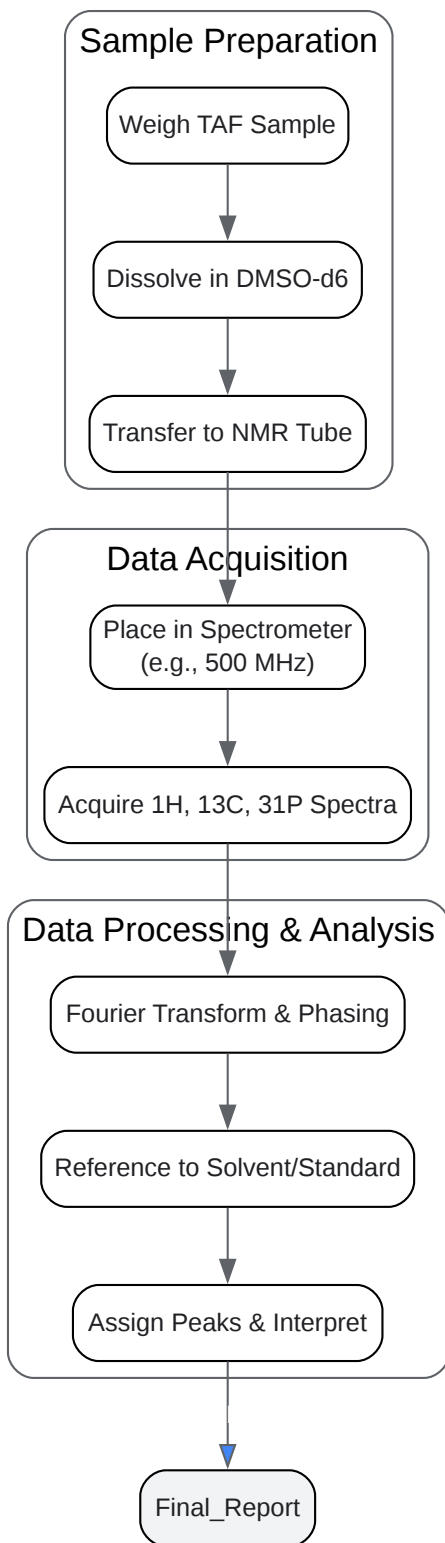 Sample Preparation
Weigh TAF Sample
Dissolve in DMSO-d6
Transfer to NMR Tube
Data Acquisition
Place in Spectrometer
(e.g., 500 MHz)
Acquire 1H, 13C, 31P Spectra
Data Processing & Analysis
Fourier Transform & Phasing
Reference to Solvent/Standard
Assign Peaks & Interpret
Final_Report